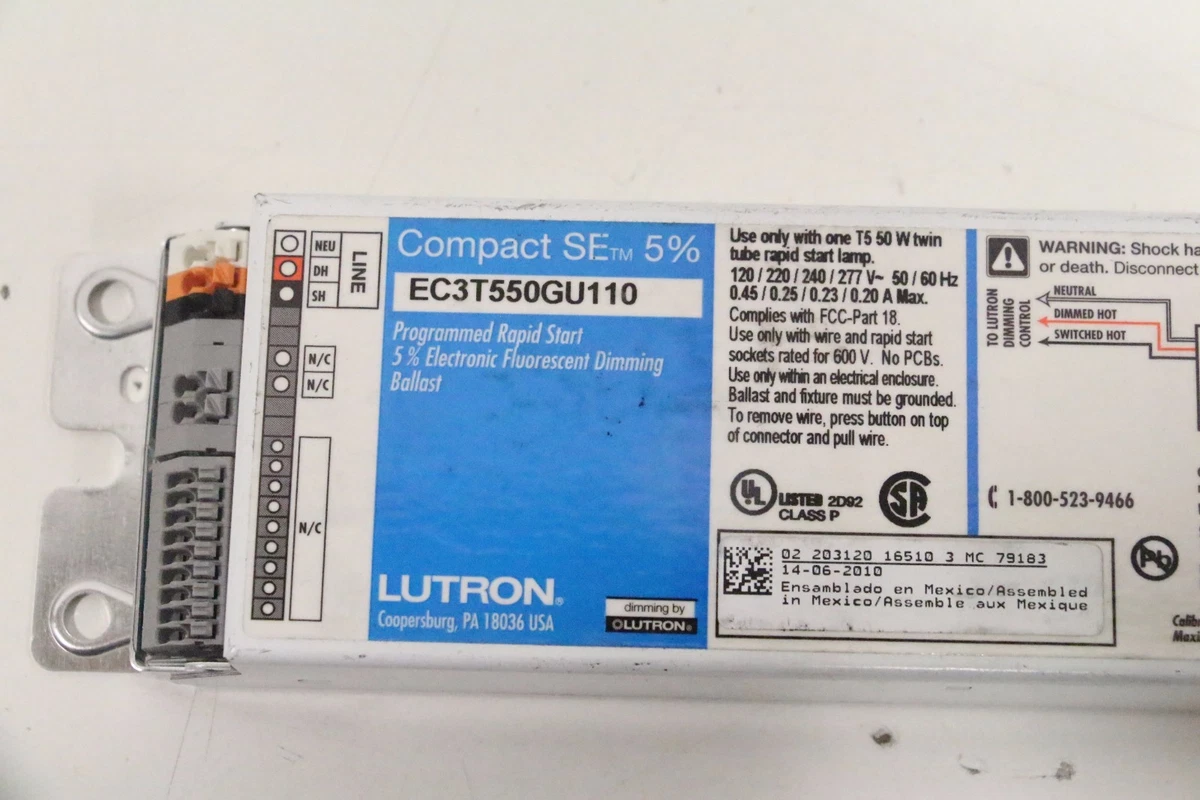 NEU
DH
SH
LINE
N/C
N/C
N/C
Compact SE™ 5%
EC3T550GU110
Programmed Rapid Start
5% Electronic Fluorescent Dimming
Ballast
LUTRON®
Coopersburg, PA 18036 USA
dimming by
LUTRON®
Use only with one T5 50 W twin
tube rapid start lamp.
120 / 220 / 240 / 277 V~ 50 / 60 Hz
0.45 / 0.25 / 0.23 / 0.20 A Max.
Complies with FCC-Part 18.
Use only with wire and rapid start
sockets rated for 600 V. No PCBs.
Use only within an electrical enclosure.
Ballast and fixture must be grounded.
To remove wire, press button on top
of connector and pull wire.
UL
LISTED 2D92
CLASS P
SA
02 203120 16510 3 MC 79183
14-06-2010
Ensamblado en Mexico/Assembled
in Mexico/Assemble aux Mexique
WARNING: Shock ha
or death. Disconnect
TO LUTRON
DIMMING
CONTROL
NEUTRAL
DIMMED HOT
SWITCHED HOT
1-800-523-9466
Pb
Calibr
Maxi